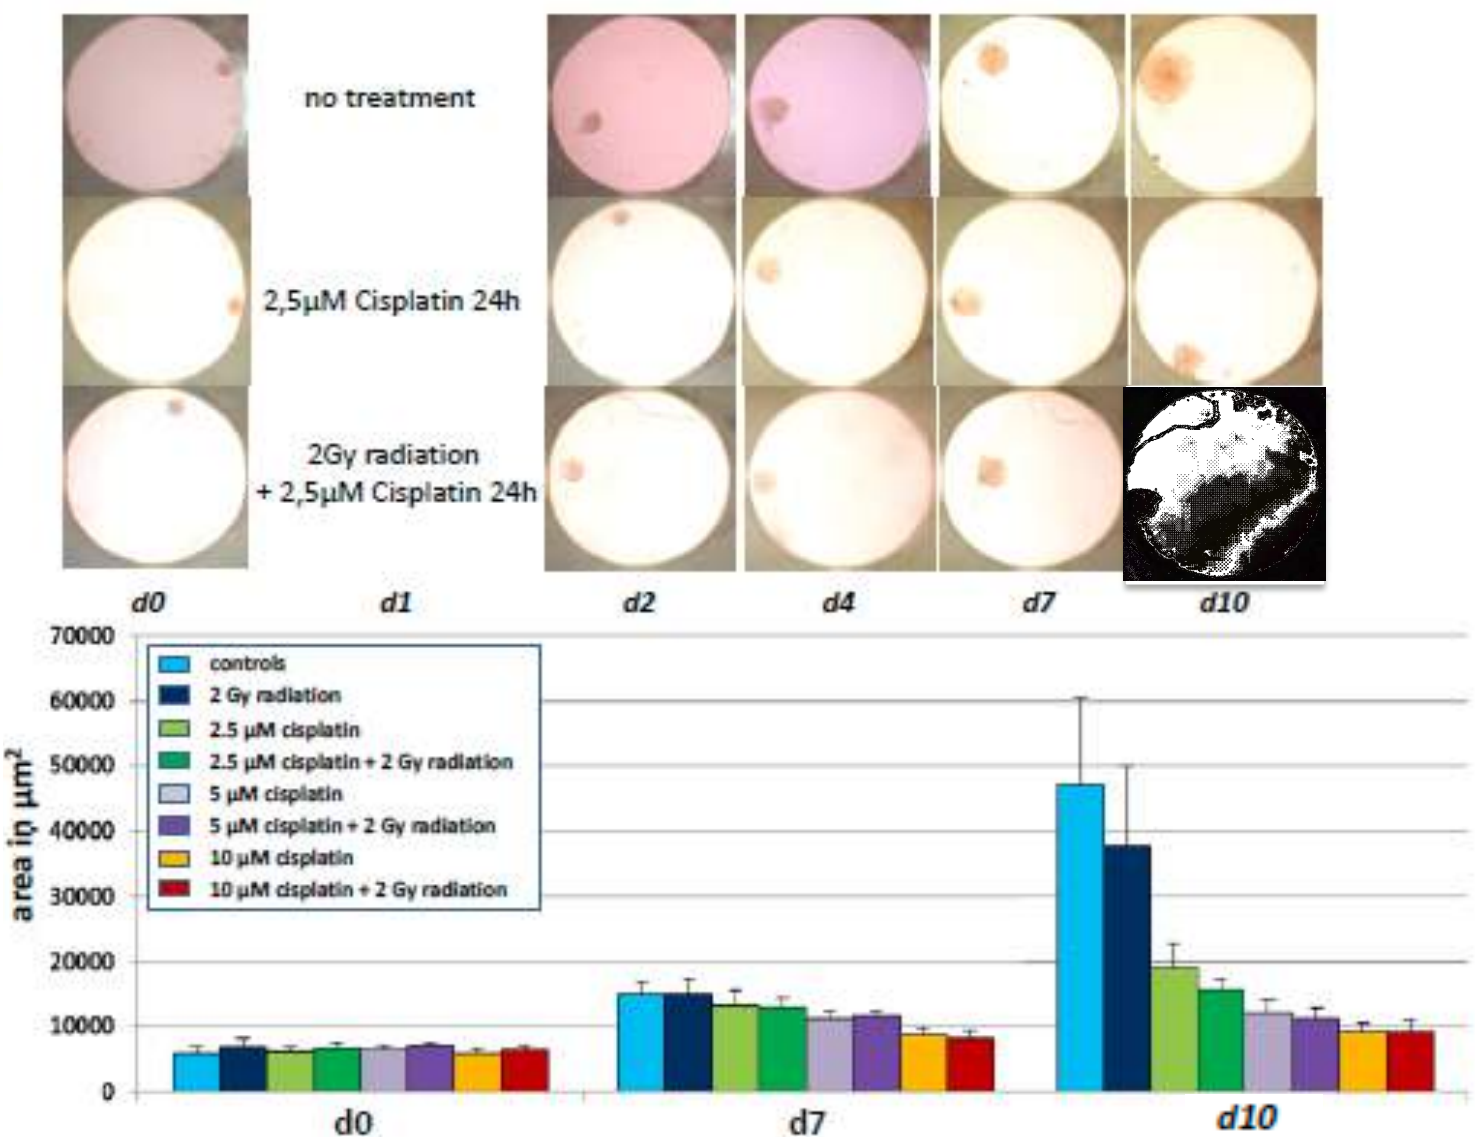 no treatment
2,5µM Cisplatin 24h
2Gy radiation
+ 2,5µM Cisplatin 24h
d0 d1 d2 d4 d7 d10
70000
60000
50000
40000
30000
20000
10000
0
area in µm²
controls
2 Gy radiation
2.5 µM cisplatin
2.5 µM cisplatin + 2 Gy radiation
5 µM cisplatin
5 µM cisplatin + 2 Gy radiation
10 µM cisplatin
10 µM cisplatin + 2 Gy radiation
d0 d7 d10